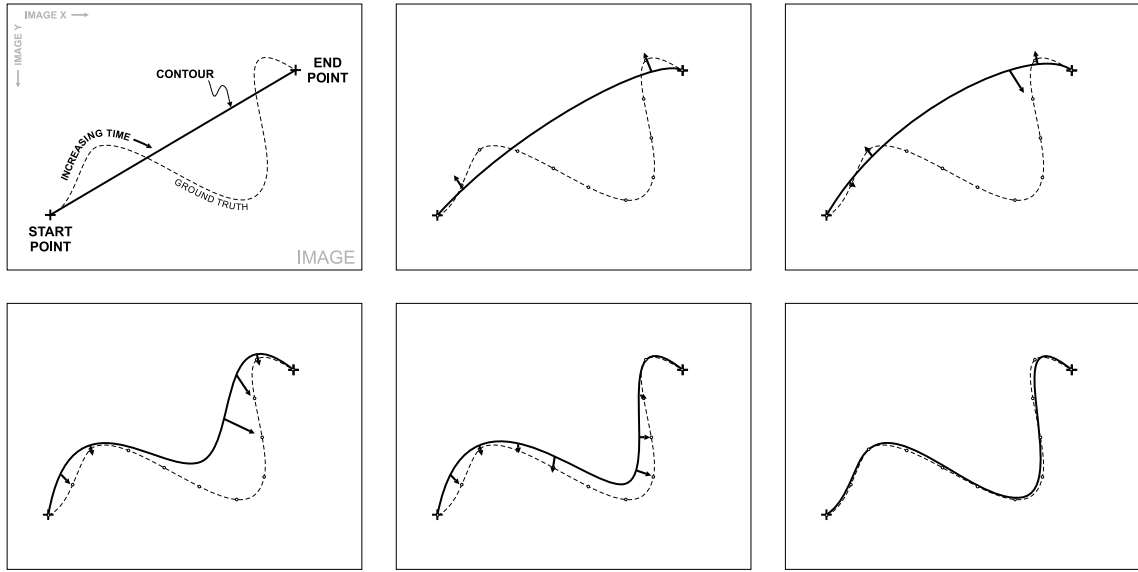 IMAGE X
IMAGE Y
CONTOUR
END
POINT
INCREASING TIME
GROUND TRUTH
START
POINT
IMAGE